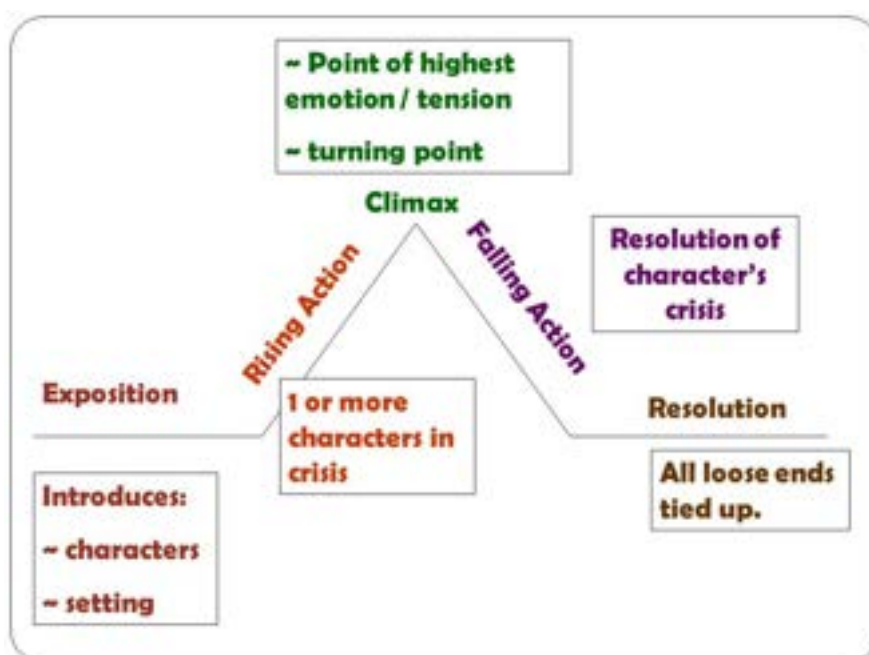 ~ Point of highest
emotion / tension
~ turning point
Climax
Rising Action
Falling Action
Resolution of
character's
crisis
Exposition
1 or more
characters in
crisis
Resolution
Introduces:
~ characters
~ setting
All loose ends
tied up.